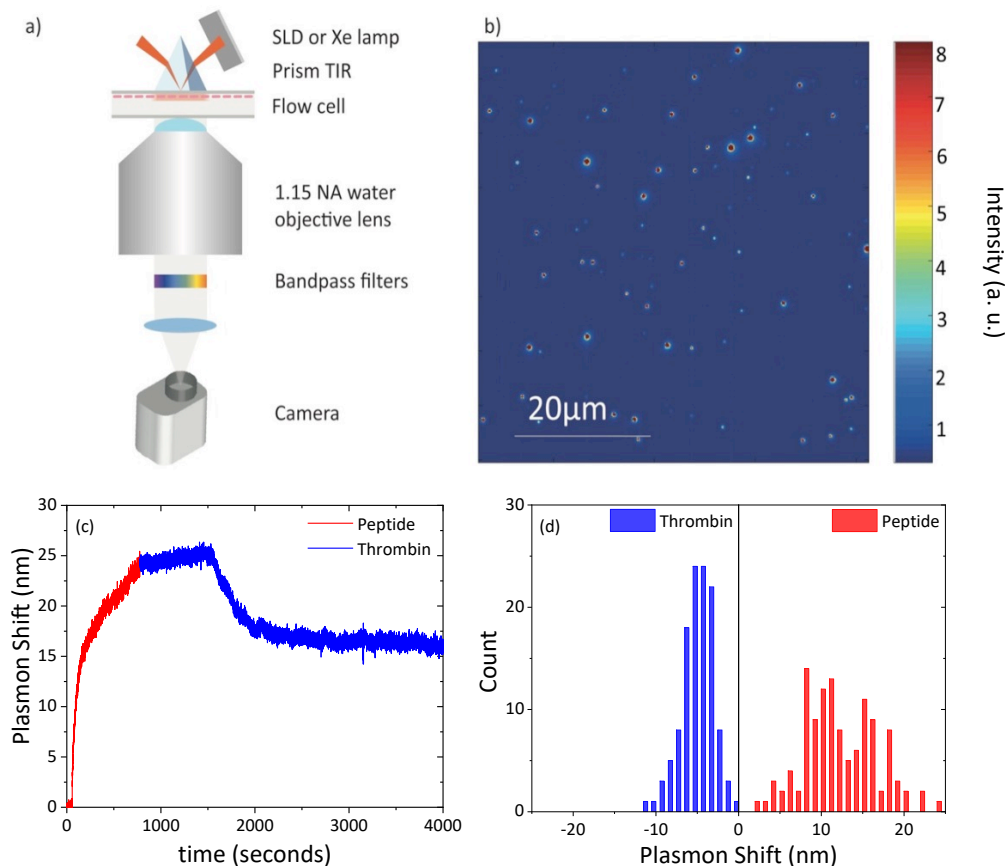 a)
SLD or Xe lamp
Prism TIR
Flow cell
1.15 NA water
objective lens
Bandpass filters
Camera
b)
20µm
8
7
6
5
4
3
2
1
Intensity (a. u.)
(c)
Peptide
Thrombin
30
25
20
15
10
5
0
Plasmon Shift (nm)
0
1000
2000
3000
4000
time (seconds)
(d)
Thrombin
Peptide
30
20
10
0
Count
-20
-10
0
10
20
Plasmon Shift (nm)